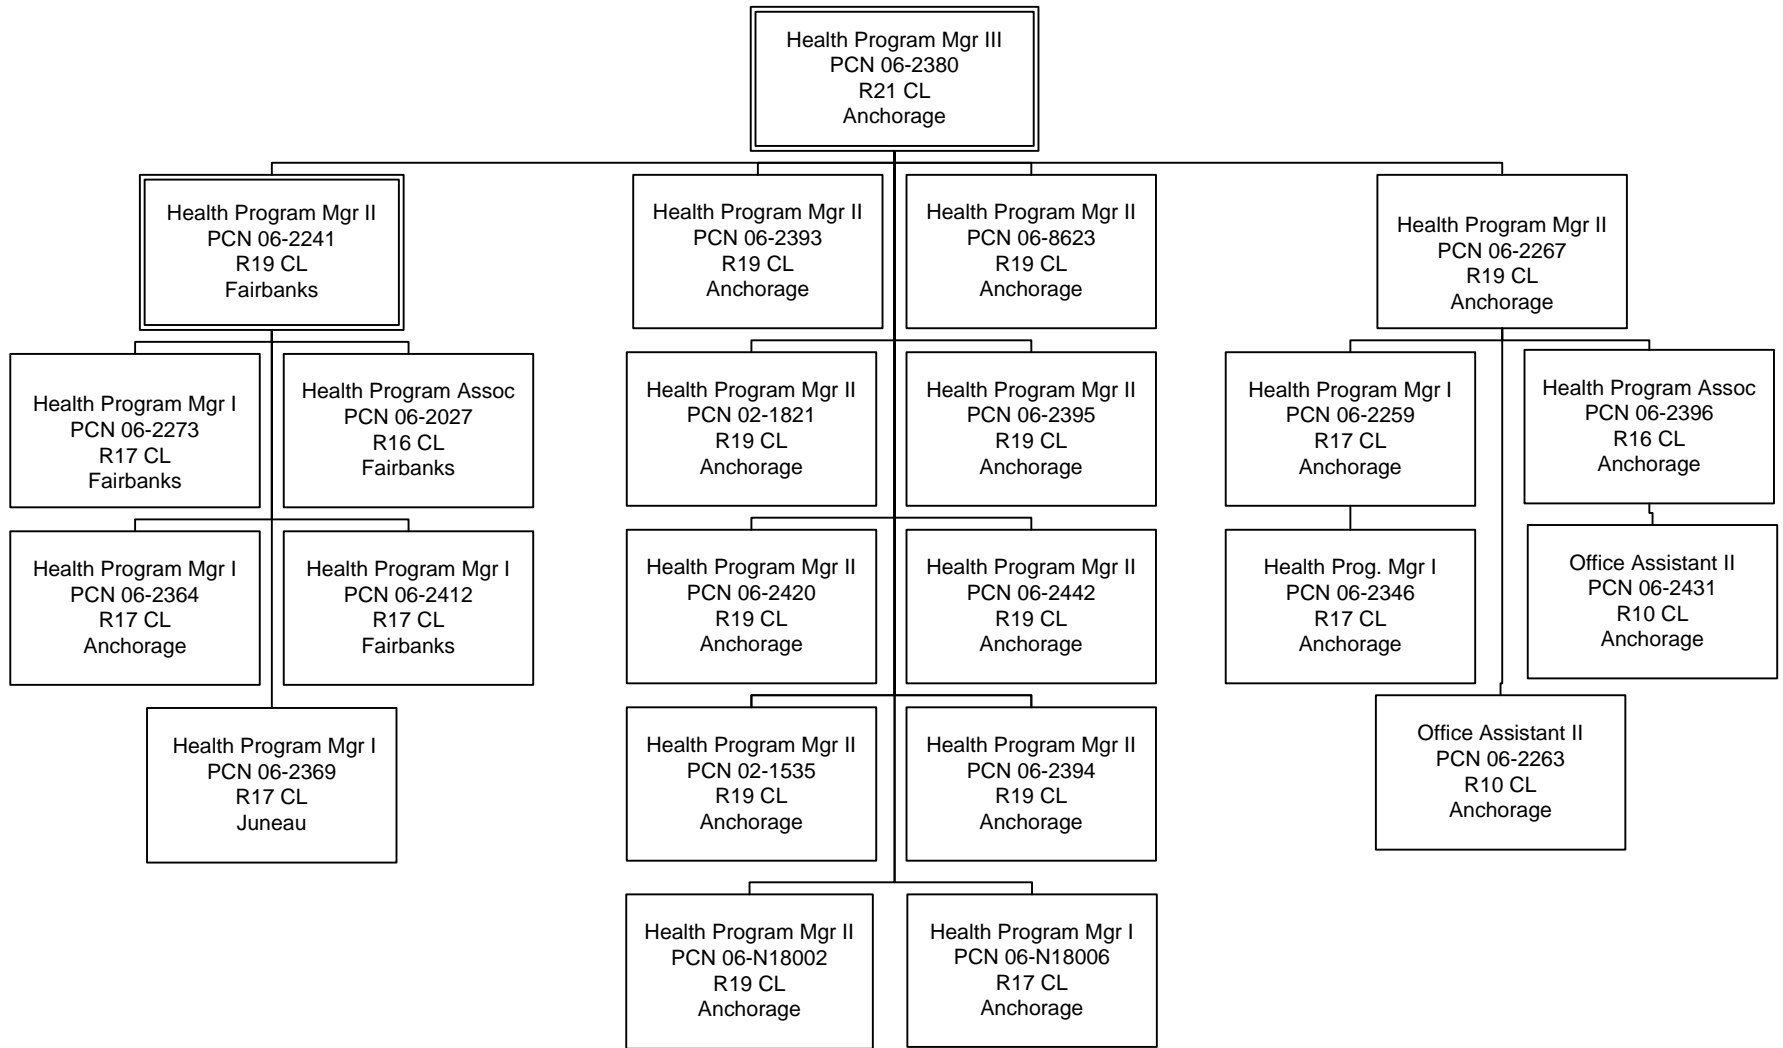 Health Program Mgr III
PCN 06-2380
R21 CL
Anchorage
Health Program Mgr II
PCN 06-2241
R19 CL
Fairbanks
Health Program Mgr II
PCN 06-2393
R19 CL
Anchorage
Health Program Mgr II
PCN 06-8623
R19 CL
Anchorage
Health Program Mgr II
PCN 06-2267
R19 CL
Anchorage
Health Program Mgr I
PCN 06-2273
R17 CL
Fairbanks
Health Program Assoc
PCN 06-2027
R16 CL
Fairbanks
Health Program Mgr II
PCN 02-1821
R19 CL
Anchorage
Health Program Mgr II
PCN 06-2395
R19 CL
Anchorage
Health Program Mgr I
PCN 06-2259
R17 CL
Anchorage
Health Program Assoc
PCN 06-2396
R16 CL
Anchorage
Health Program Mgr I
PCN 06-2364
R17 CL
Anchorage
Health Program Mgr I
PCN 06-2412
R17 CL
Fairbanks
Health Program Mgr II
PCN 06-2420
R19 CL
Anchorage
Health Program Mgr II
PCN 06-2442
R19 CL
Anchorage
Health Prog. Mgr I
PCN 06-2346
R17 CL
Anchorage
Office Assistant II
PCN 06-2431
R10 CL
Anchorage
Health Program Mgr I
PCN 06-2369
R17 CL
Juneau
Health Program Mgr II
PCN 02-1535
R19 CL
Anchorage
Health Program Mgr II
PCN 06-2394
R19 CL
Anchorage
Office Assistant II
PCN 06-2263
R10 CL
Anchorage
Health Program Mgr II
PCN 06-N18002
R19 CL
Anchorage
Health Program Mgr I
PCN 06-N18006
R17 CL
Anchorage